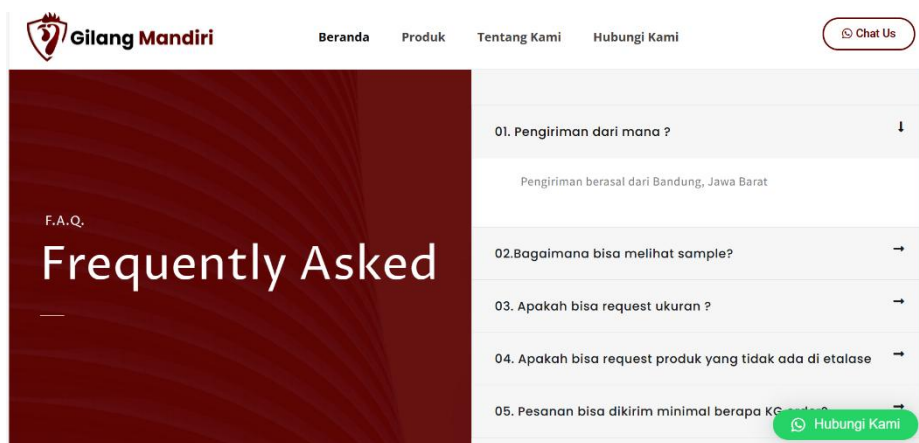 Gilang Mandiri
Beranda Produk Tentang Kami Hubungi Kami
Chat Us
F.A.Q.
Frequently Asked
01. Pengiriman dari mana ?
Pengiriman berasal dari Bandung, Jawa Barat
02.Bagaimana bisa melihat sample?
03. Apakah bisa request ukuran ?
04. Apakah bisa request produk yang tidak ada di etalase
05. Pesanan bisa dikirim minimal berapa KG
Hubungi Kami